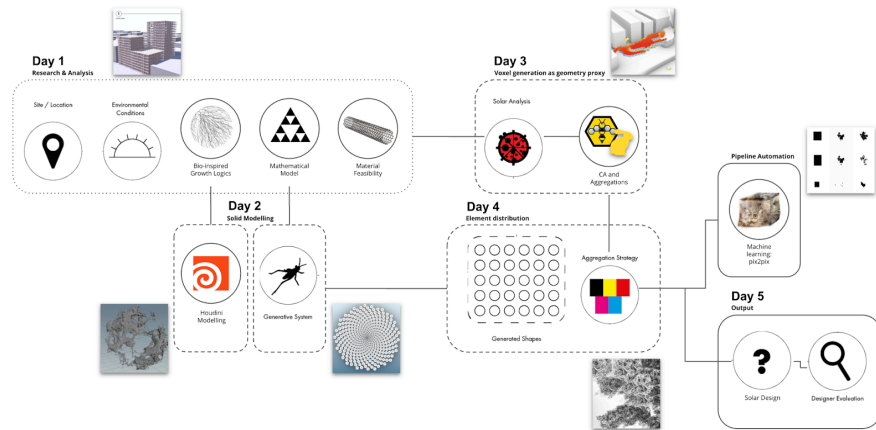 Day 1
Research & Analysis
Site / Location
Environmental
Conditions
Bio-inspired
Growth Logics
Mathematical
Model
Material
Feasibility
Day 2
Solid Modelling
Houdini
Modelling
Generative System
Day 3
Voxel generation as geometry proxy
Solar Analysis
CA and
Aggregations
Day 4
Element distribution
Generated Shapes
Aggregation Strategy
Pipeline Automation
Machine
learning:
pix2pix
Day 5
Output
?
Solar Design
Designer Evaluation